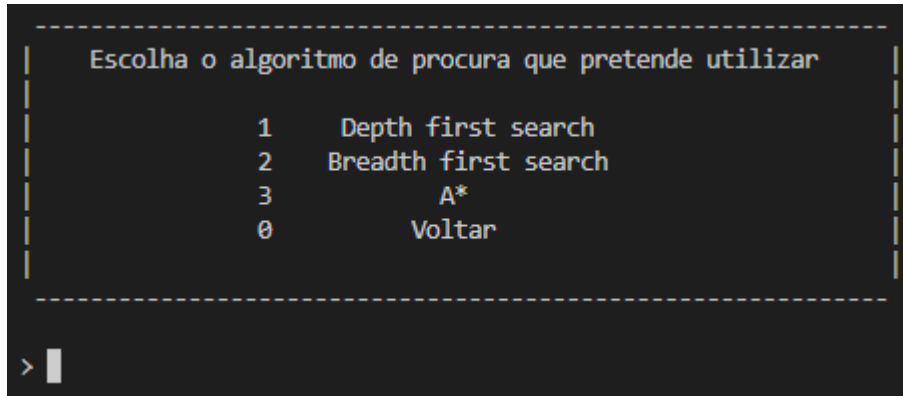 Escolha o algoritmo de procura que pretende utilizar
1 Depth first search
2 Breadth first search
3 A*
0 Voltar
>